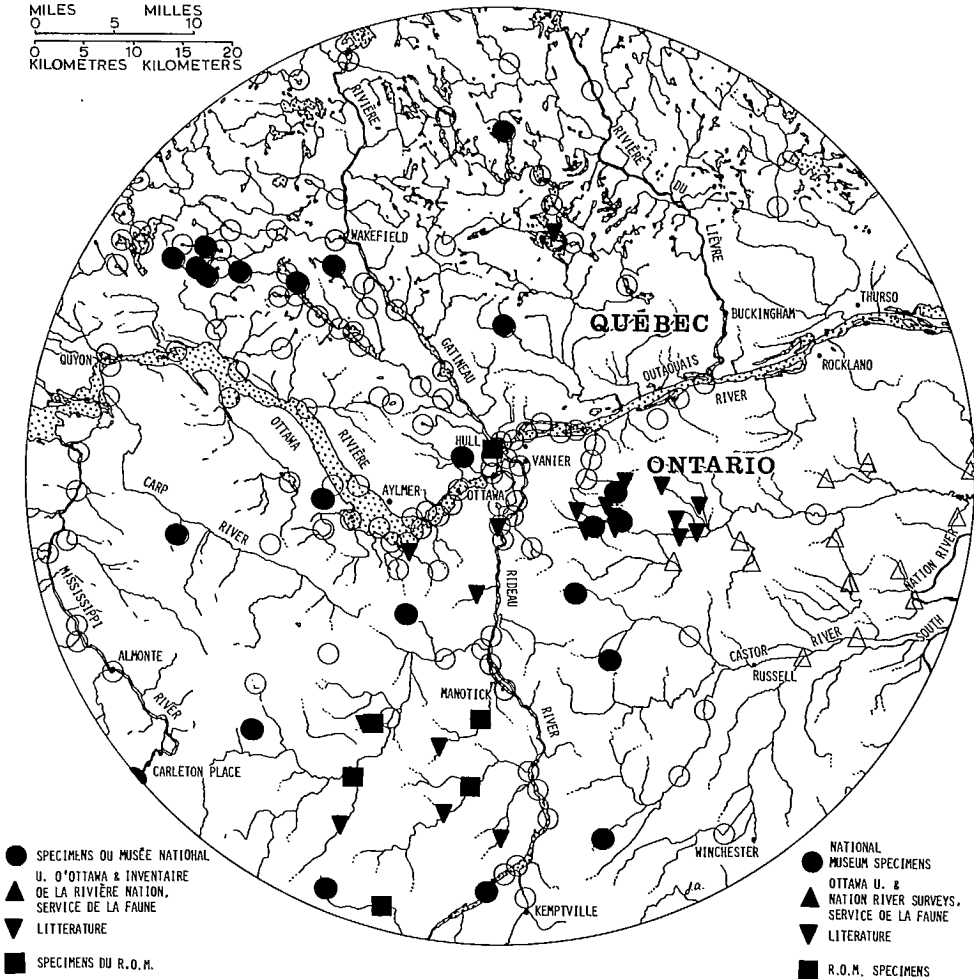 MILES MILLES
0 5 10
0 5 10 15 20
KILOMÈTRES KILOMETERS
RIVIÈRE
RIVIÈRE
DU
LIÈVRE
WAKEFIELD
THURSO
BUCKINGHAM
QUÉBEC
QUYON
GATINEAU
ROCKLAND
OUTAOUAIS
RIVER
OTTAWA
RIVIÈRE
HULL
VANIER
ONTARIO
CARP
RIVER
AYLMER
OTTAWA
NATION RIVER
SOUTH
MISSISSIPPI
RIVER
RIDEAU
RIVER
ALMONTE
CASTOR
RIVER
RUSSELL
MANOTICK
CARLETON PLACE
WINCHESTER
KEMPTVILLE
j.a.
SPECIMENS OU MUSÉE NATIONAL
U. O'OTTAWA & INVENTAIRE
DE LA RIVIÈRE NATION,
SERVICE DE LA FAUNE
LITTERATURE
SPECIMENS DU R.O.M.
NATIONAL
MUSEUM SPECIMENS
OTTAWA U. &
NATION RIVER SURVEYS,
SERVICE OE LA FAUNE
LITERATURE
R.O.M. SPECIMENS